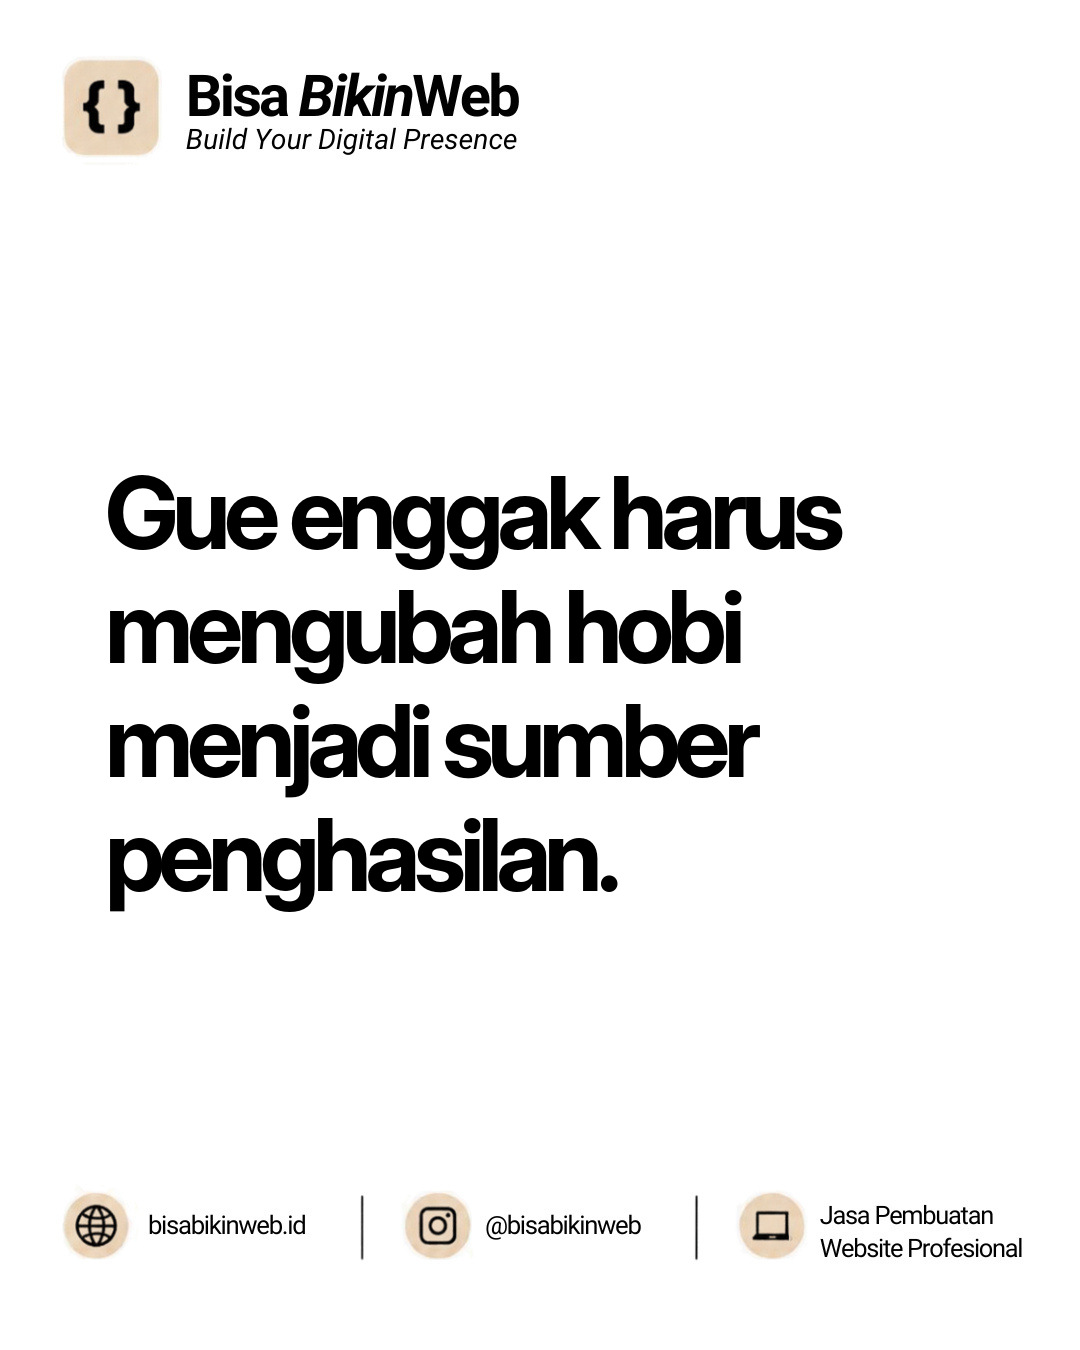 { }
Bisa BikinWeb
Build Your Digital Presence
Gue enggak harus
mengubah hobi
menjadi sumber
penghasilan.
bisabikinweb.id
@bisabikinweb
Jasa Pembuatan
Website Profesional